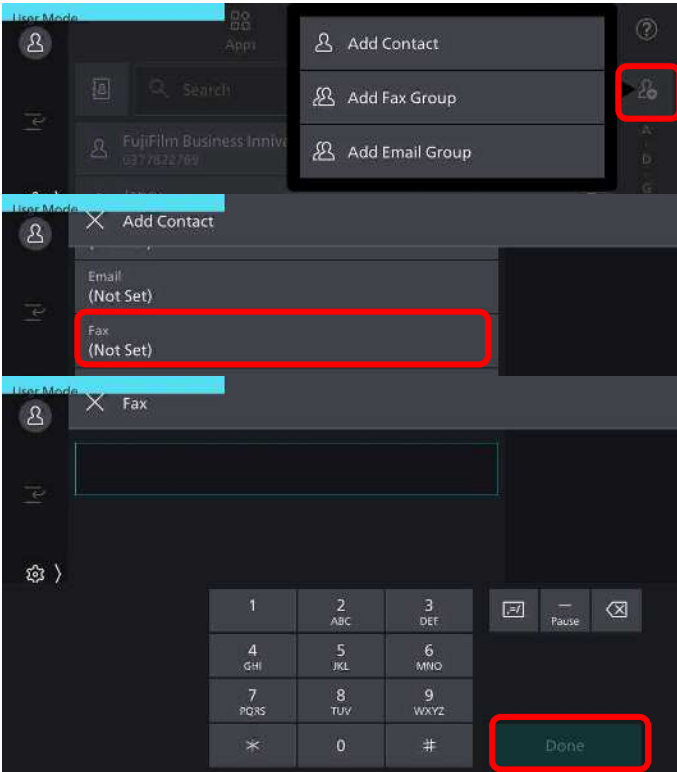 User Mode
Apps
Add Contact
Search
Add Fax Group
FujiFilm Business Inniva
0377822769
Add Email Group
A
D
G
User Mode
Add Contact
Email
(Not Set)
Fax
(Not Set)
User Mode
Fax
1
2
ABC
3
DEF
.=/
Pause
4
GHI
5
JKL
6
MNO
7
PQRS
8
TUV
9
WXYZ
*
0
#
Done